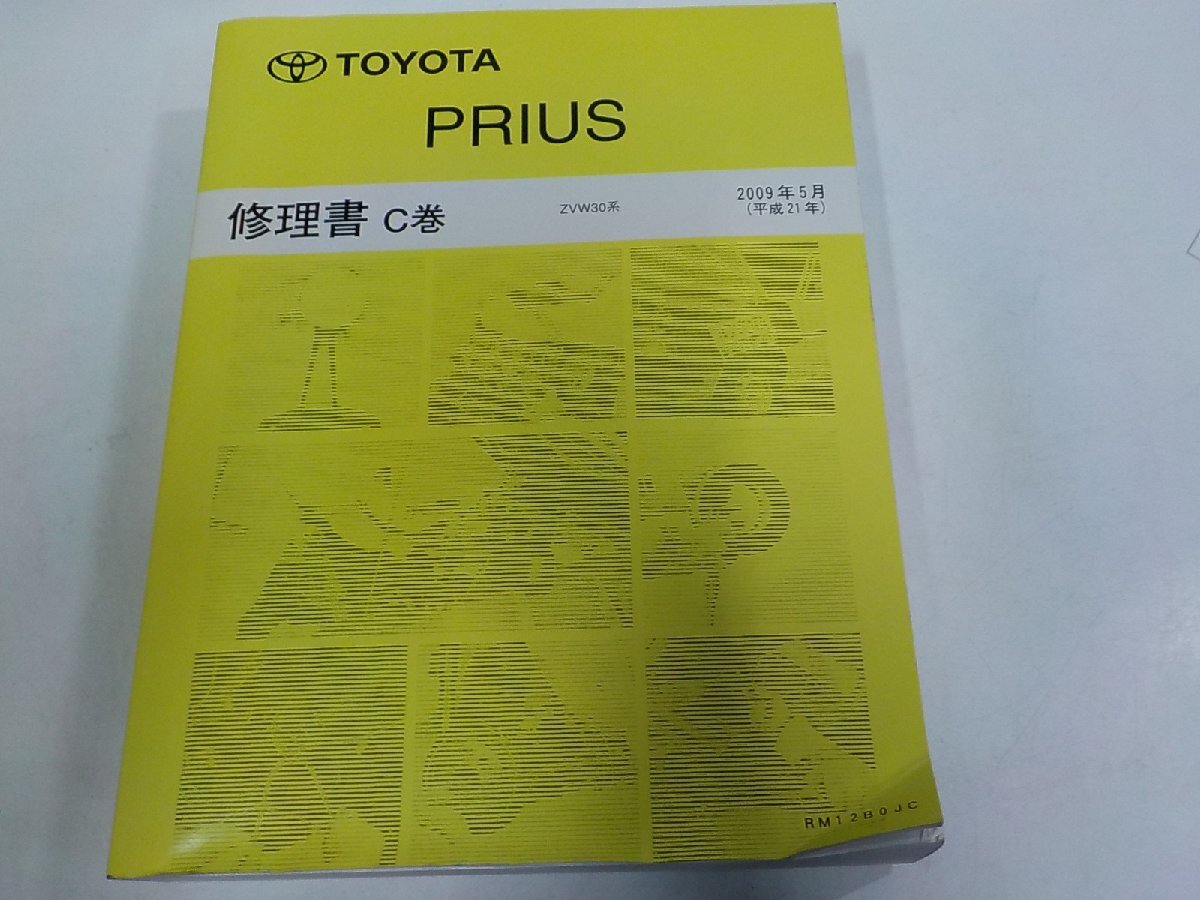 TOYOTA
PRIUS
修理書 C巻
ZVW30系
2009年5月
(平成21年)
RM12B0JC